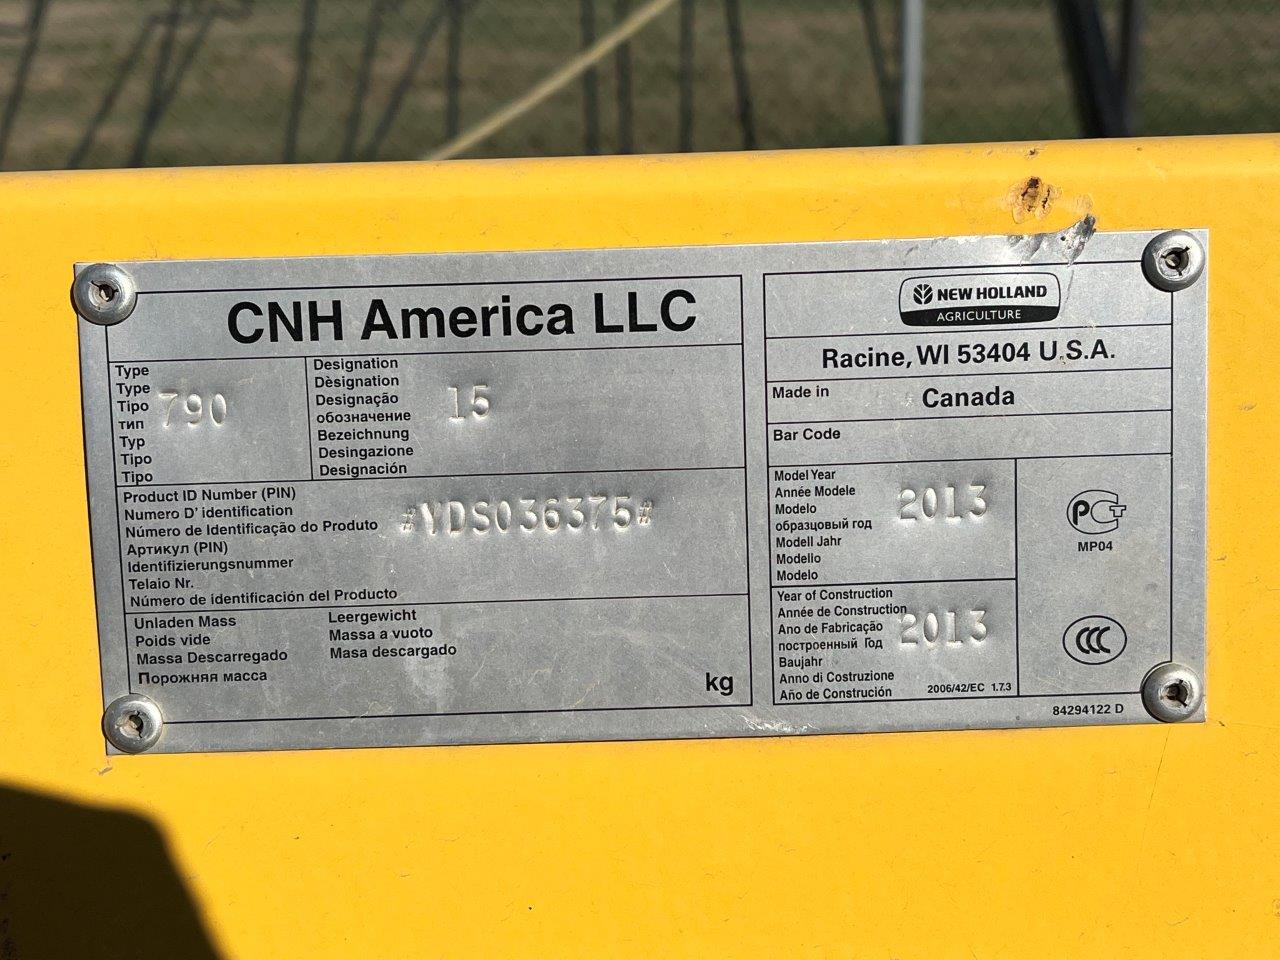 CNH America LLC
Type
Type
Tipo
тип
Typ
Tipo
Tipo
790
Designation
Dèsignation
Designação
обозначение
Bezeichnung
Desingazione
Designación
15
Product ID Number (PIN)
Numero D' identification
Número de Identificação do Produto
Артикул (PIN)
Identifizierungsnummer
Telaio Nr.
Número de identificación del Producto
#YDS036375#
Unladen Mass
Poids vide
Massa Descarregado
Порожняя масса
Leergewicht
Massa a vuoto
Masa descargado
kg
NEW HOLLAND
AGRICULTURE
Racine, WI 53404 U.S.A.
Made in Canada
Bar Code
Model Year
Année Modele
Modelo
образцовый год
Modell Jahr
Modello
Modelo
2013
Year of Construction
Année de Construction
Ano de Fabricação
построенный Год
Baujahr
Anno di Costruzione
Año de Construción
2013
2006/42/EC 1.7.3
PCT
MP04
CCC
84294122 D